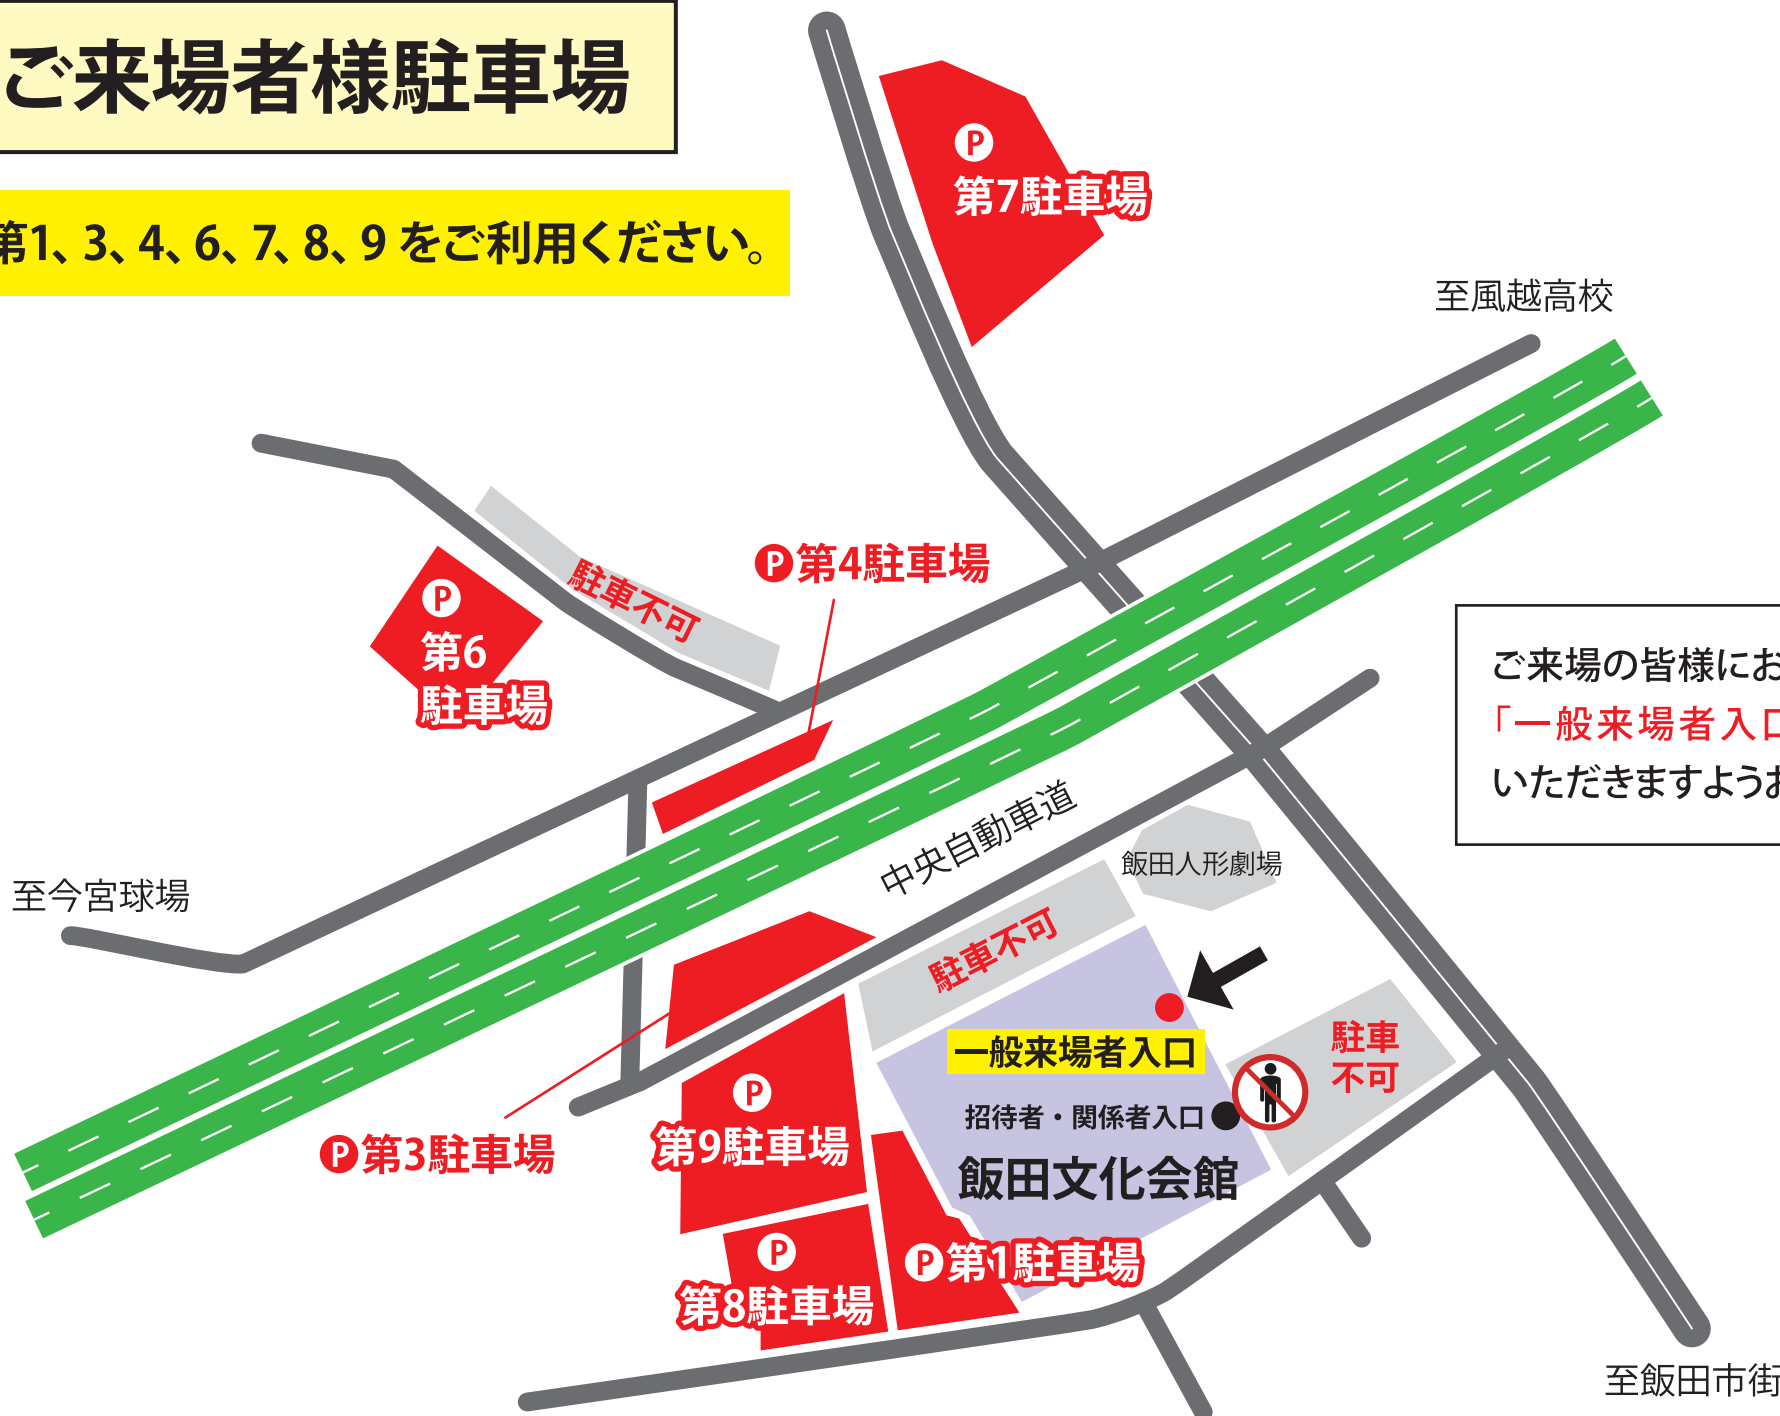 ご来場者様駐車場
第1、3、4、6、7、8、9 をご利用ください。
P
第7駐車場
至風越高校
駐車不可
P第4駐車場
P
第6
駐車場
ご来場の皆様にお
「一般来場者入口
いただきますようお
中央自動車道
飯田人形劇場
至今宮球場
駐車不可
一般来場者入口
駐車
不可
招待者・関係者入口
飯田文化会館
P第3駐車場
P
第9駐車場
P
第8駐車場
P第1駐車場
至飯田市街